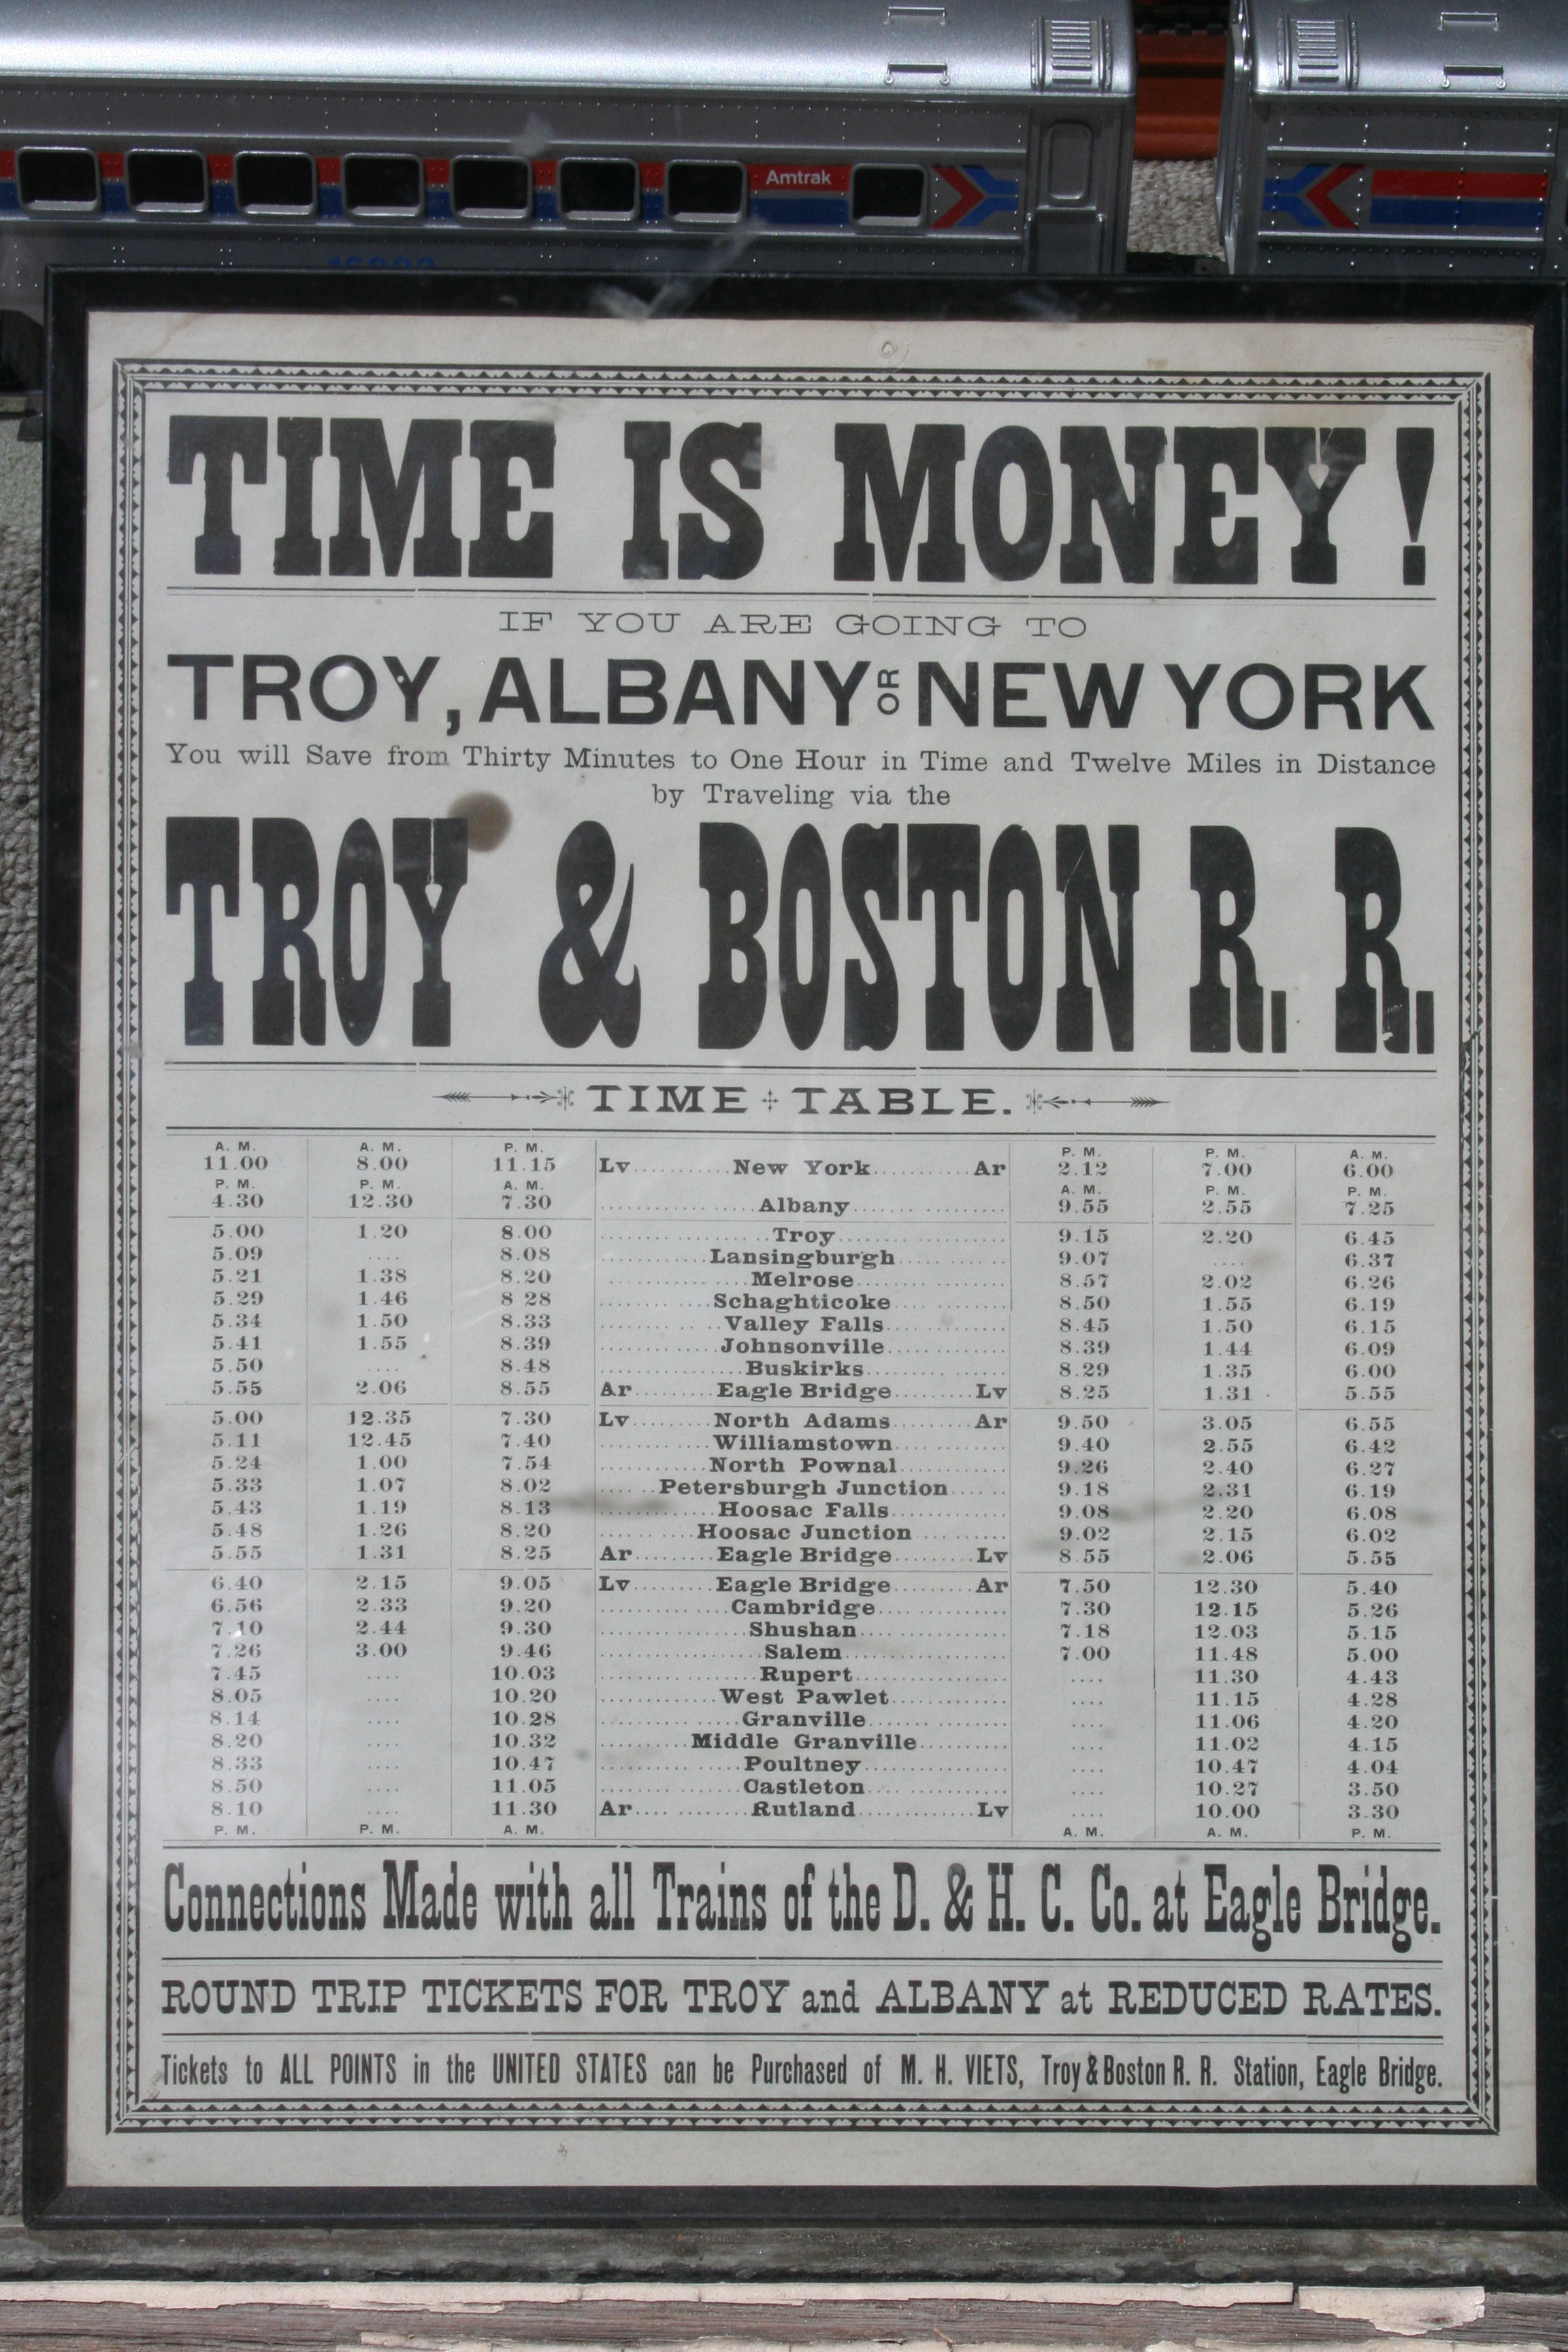 Amtrak
TIME IS MONEY!
IF YOU ARE GOING TO
TROY, ALBANY OR NEW YORK
You will Save from Thirty Minutes to One Hour in Time and Twelve Miles in Distance
by Traveling via the
TROY & BOSTON R. R.
TIME TABLE.
A. M. A. M. P. M. P. M. P. M. A. M.
11.00 8.00 11.15 Lv..........New York..........Ar 2.12 7.00 6.00
P. M. P. M. A. M. A. M. P. M. P. M.
4.30 12.30 7.30 ..........Albany.......... 9.55 2.55 7.25
5.00 1.20 8.00 ..........Troy.......... 9.15 2.20 6.45
5.09 .... 8.08 ..........Lansingburgh.......... 9.07 .... 6.37
5.21 1.38 8.20 ..........Melrose.......... 8.57 2.02 6.26
5.29 1.46 8 28 ..........Schaghticoke.......... 8.50 1.55 6.19
5.34 1.50 8.33 ..........Valley Falls.......... 8.45 1.50 6.15
5.41 1.55 8.39 ..........Johnsonville.......... 8.39 1.44 6.09
5.50 .... 8.48 ..........Buskirks.......... 8.29 1.35 6.00
5.55 2.06 8.55 Ar........Eagle Bridge........Lv 8.25 1.31 5.55
5.00 12.35 7.30 Lv........North Adams........Ar 9.50 3.05 6.55
5.11 12.45 7.40 ..........Williamstown.......... 9.40 2.55 6.42
5.24 1.00 7.54 ..........North Pownal.......... 9.26 2.40 6.27
5.33 1.07 8.02 ......Petersburgh Junction...... 9.18 2.31 6.19
5.43 1.19 8.13 ..........Hoosac Falls.......... 9.08 2.20 6.08
5.48 1.26 8.20 .........Hoosac Junction......... 9.02 2.15 6.02
5.55 1.31 8.25 Ar........Eagle Bridge........Lv 8.55 2.06 5.55
6.40 2.15 9.05 Lv........Eagle Bridge........Ar 7.50 12.30 5.40
6.56 2.33 9.20 ..........Cambridge.......... 7.30 12.15 5.26
7.10 2.44 9.30 ..........Shushan.......... 7.18 12.03 5.15
7.26 3.00 9.46 ..........Salem.......... 7.00 11.48 5.00
7.45 .... 10.03 ..........Rupert.......... .... 11.30 4.43
8.05 .... 10.20 ..........West Pawlet.......... .... 11.15 4.28
8.14 .... 10.28 ..........Granville.......... .... 11.06 4.20
8.20 .... 10.32 .........Middle Granville......... .... 11.02 4.15
8.33 .... 10.47 ..........Poultney.......... .... 10.47 4.04
8.50 .... 11.05 ..........Castleton.......... .... 10.27 3.50
8.10 .... 11.30 Ar..........Rutland..........Lv .... 10.00 3.30
P. M. P. M. A. M. A. M. A. M. P. M.
Connections Made with all Trains of the D. & H. C. Co. at Eagle Bridge.
ROUND TRIP TICKETS FOR TROY and ALBANY at REDUCED RATES.
Tickets to ALL POINTS in the UNITED STATES can be Purchased of M. H. VIETS, Troy & Boston R. R. Station, Eagle Bridge.